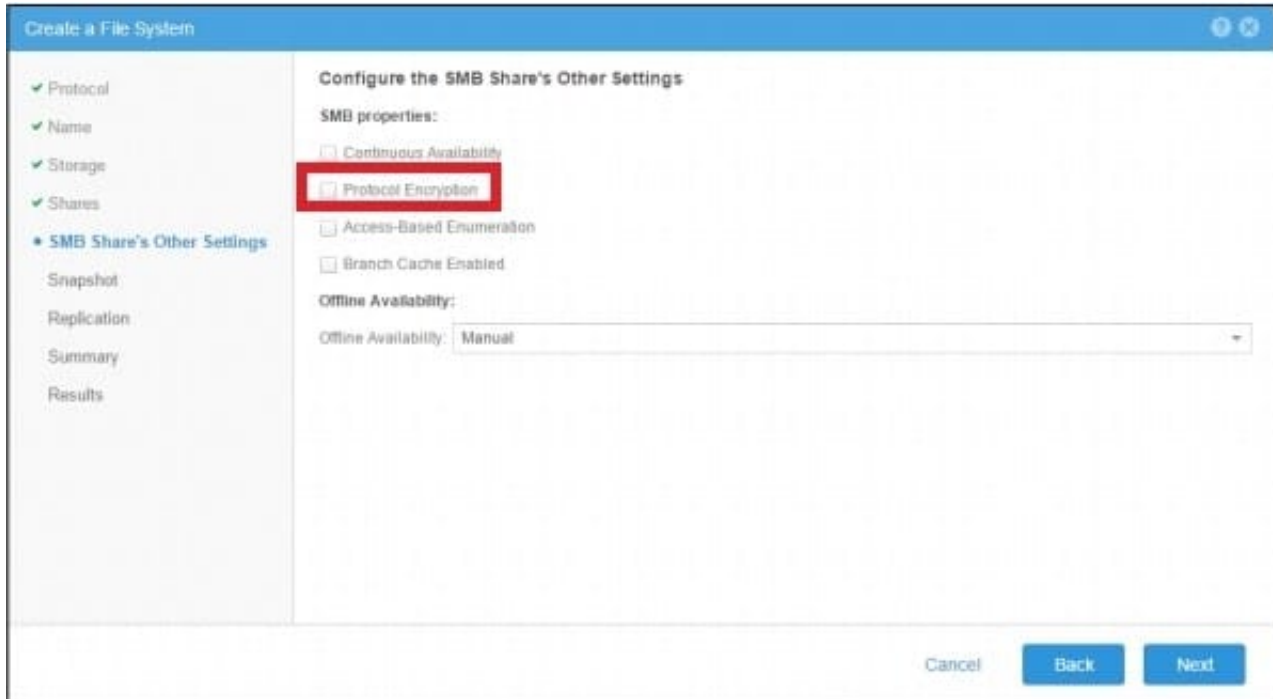 Create a File System
Protocol
Name
Storage
Shares
SMB Share's Other Settings
Snapshot
Replication
Summary
Results
Configure the SMB Share's Other Settings
SMB properties:
Continuous Availability
Protocol Encryption
Access-Based Enumeration
Branch Cache Enabled
Offline Availability:
Offline Availability: Manual
Cancel Back Next